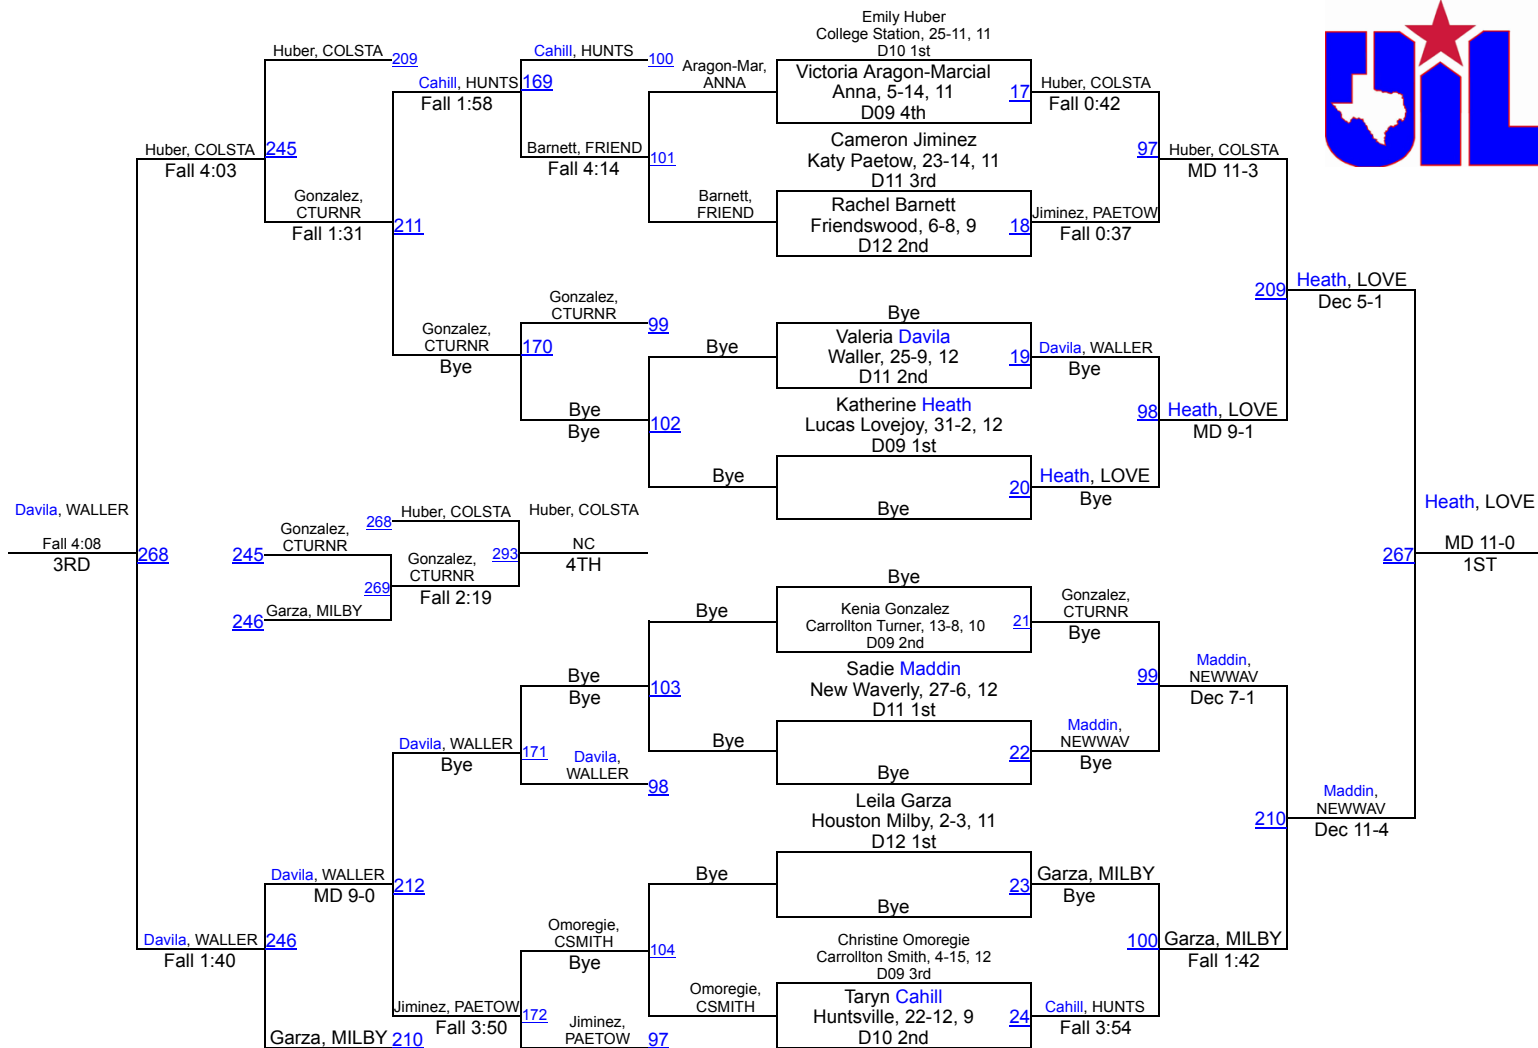 Emily Huber
College Station, 25-11, 11
D10 1st
Victoria Aragon-Marcial
Anna, 5-14, 11
D09 4th
17
Cameron Jiminez
Katy Paetow, 23-14, 11
D11 3rd
Rachel Barnett
Friendswood, 6-8, 9
D12 2nd
18
Bye
Valeria Davila
Waller, 25-9, 12
D11 2nd
19
Katherine Heath
Lucas Lovejoy, 31-2, 12
D09 1st
Bye
20
Bye
Kenia Gonzalez
Carrollton Turner, 13-8, 10
D09 2nd
21
Sadie Maddin
New Waverly, 27-6, 12
D11 1st
Bye
22
Leila Garza
Houston Milby, 2-3, 11
D12 1st
Bye
23
Christine Omoregie
Carrollton Smith, 4-15, 12
D09 3rd
Taryn Cahill
Huntsville, 22-12, 9
D10 2nd
24
Huber, COLSTA
Fall 0:42
97
Jiminez, PAETOW
Fall 0:37
Davila, WALLER
Bye
98
Heath, LOVE
Bye
Gonzalez,
CTURNR
Bye
99
Maddin,
NEWWAV
Bye
Garza, MILBY
Bye
100
Cahill, HUNTS
Fall 3:54
Huber, COLSTA
MD 11-3
209
Heath, LOVE
MD 9-1
Maddin,
NEWWAV
Dec 7-1
210
Garza, MILBY
Fall 1:42
Heath, LOVE
Dec 5-1
267
Maddin,
NEWWAV
Dec 11-4
Heath, LOVE
MD 11-0
1ST
UIL
Aragon-Mar,
ANNA
101
Barnett,
FRIEND
Bye
102
Bye
Bye
103
Bye
Bye
104
Omoregie,
CSMITH
Cahill, HUNTS
100
169
Barnett, FRIEND
Fall 4:14
Gonzalez,
CTURNR
99
170
Bye
Bye
Bye
Bye
171
Davila,
WALLER
98
Omoregie,
CSMITH
Bye
172
Jiminez,
PAETOW
97
Cahill, HUNTS
Fall 1:58
211
Gonzalez,
CTURNR
Bye
Davila, WALLER
Bye
212
Jiminez, PAETOW
Fall 3:50
Huber, COLSTA
209
245
Gonzalez,
CTURNR
Fall 1:31
Davila, WALLER
MD 9-0
246
Garza, MILBY
210
Huber, COLSTA
Fall 4:03
268
Davila, WALLER
Fall 1:40
Davila, WALLER
Fall 4:08
3RD
268
Huber, COLSTA
293
Huber, COLSTA
NC
4TH
245
Gonzalez,
CTURNR
269
Gonzalez,
CTURNR
Fall 2:19
246
Garza, MILBY